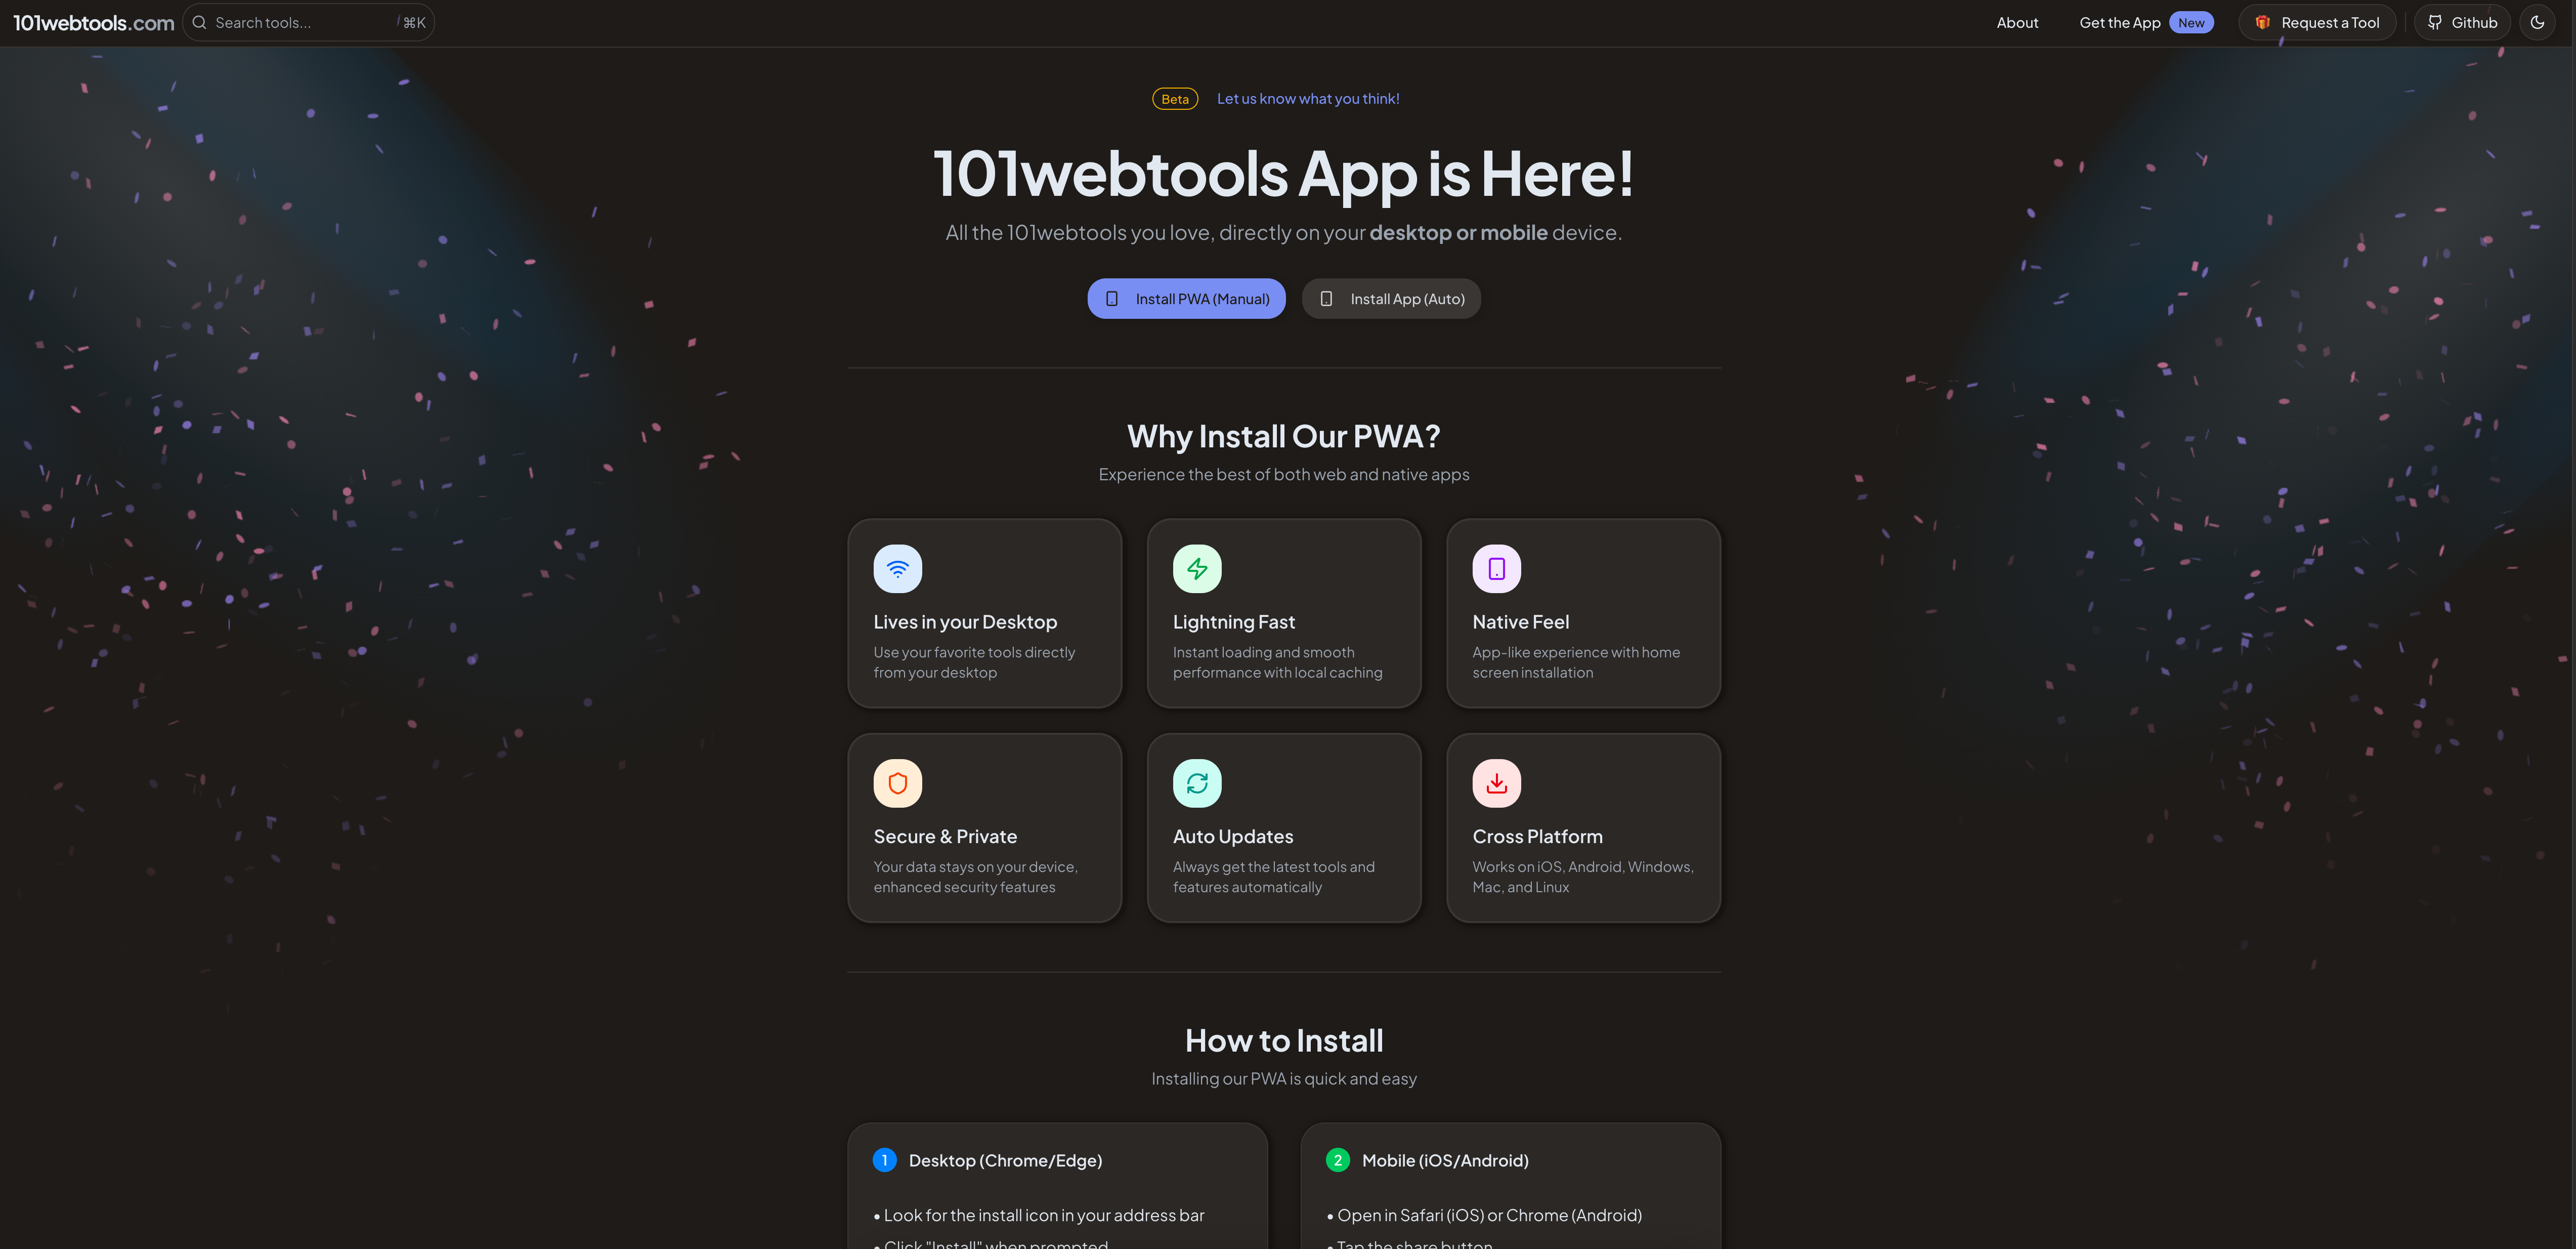 101webtools.com
Search tools...
/ ⌘K
About
Get the App
New
Request a Tool
Github
Beta
Let us know what you think!
101webtools App is Here!
All the 101webtools you love, directly on your desktop or mobile device.
Install PWA (Manual)
Install App (Auto)
Why Install Our PWA?
Experience the best of both web and native apps
Lives in your Desktop
Use your favorite tools directly
from your desktop
Lightning Fast
Instant loading and smooth
performance with local caching
Native Feel
App-like experience with home
screen installation
Secure & Private
Your data stays on your device,
enhanced security features
Auto Updates
Always get the latest tools and
features automatically
Cross Platform
Works on iOS, Android, Windows,
Mac, and Linux
How to Install
Installing our PWA is quick and easy
1 Desktop (Chrome/Edge)
• Look for the install icon in your address bar
• Click "Install" when prompted
2 Mobile (iOS/Android)
• Open in Safari (iOS) or Chrome (Android)
• Tap the share button